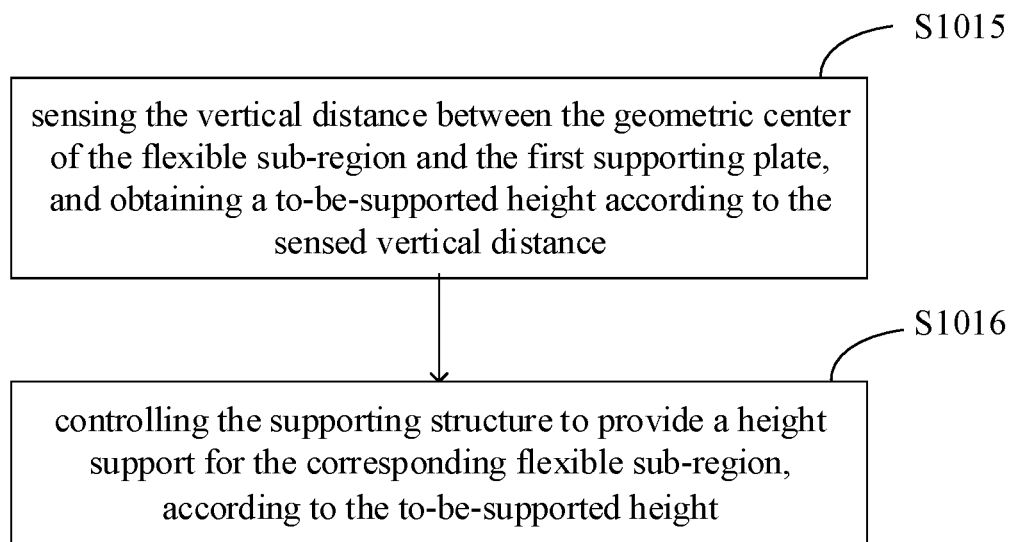 S1015
sensing the vertical distance between the geometric center
of the flexible sub-region and the first supporting plate,
and obtaining a to-be-supported height according to the
sensed vertical distance
S1016
controlling the supporting structure to provide a height
support for the corresponding flexible sub-region,
according to the to-be-supported height